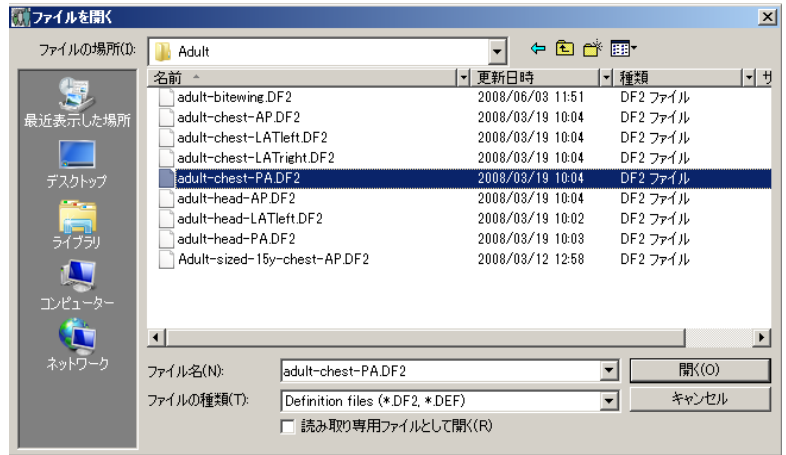 ファイルを開く
ファイルの場所(I): Adult
名前 更新日時 種類 サ
adult-bitewing.DF2 2008/06/03 11:51 DF2 ファイル
adult-chest-AP.DF2 2008/03/19 10:04 DF2 ファイル
adult-chest-LATleft.DF2 2008/03/19 10:04 DF2 ファイル
adult-chest-LATright.DF2 2008/03/19 10:04 DF2 ファイル
adult-chest-PA.DF2 2008/03/19 10:04 DF2 ファイル
adult-head-AP.DF2 2008/03/19 10:04 DF2 ファイル
adult-head-LATleft.DF2 2008/03/19 10:02 DF2 ファイル
adult-head-PA.DF2 2008/03/19 10:03 DF2 ファイル
Adult-sized-15y-chest-AP.DF2 2008/03/12 12:58 DF2 ファイル
最近表示した場所
デスクトップ
ライブラリ
コンピューター
ネットワーク
ファイル名(N): adult-chest-PA.DF2 開く(O)
ファイルの種類(T): Definition files (*.DF2, *.DEF) キャンセル
読み取り専用ファイルとして開く(R)